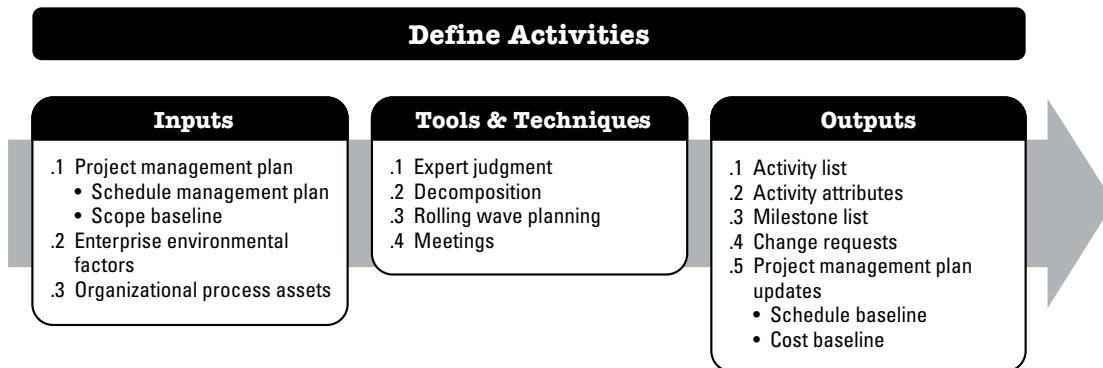 Define Activities
Inputs
.1 Project management plan
• Schedule management plan
• Scope baseline
.2 Enterprise environmental
factors
.3 Organizational process assets
Tools & Techniques
.1 Expert judgment
.2 Decomposition
.3 Rolling wave planning
.4 Meetings
Outputs
.1 Activity list
.2 Activity attributes
.3 Milestone list
.4 Change requests
.5 Project management plan
updates
• Schedule baseline
• Cost baseline